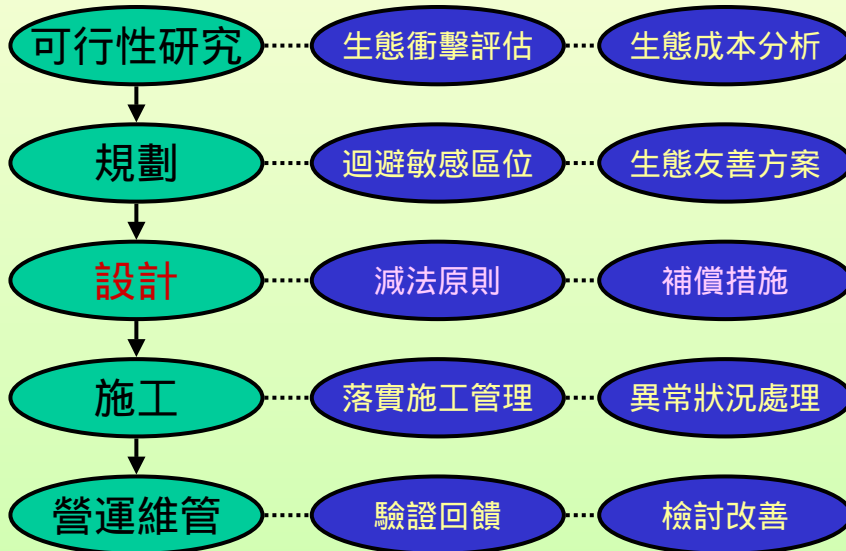 可行性研究
生態衝擊評估
生態成本分析
規劃
迴避敏感區位
生態友善方案
設計
減法原則
補償措施
施工
落實施工管理
異常狀況處理
營運維管
驗證回饋
檢討改善